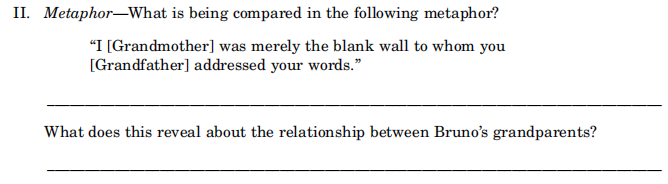 II. Metaphor—What is being compared in the following metaphor?
“I [Grandmother] was merely the blank wall to whom you
[Grandfather] addressed your words.”
What does this reveal about the relationship between Bruno’s grandparents?